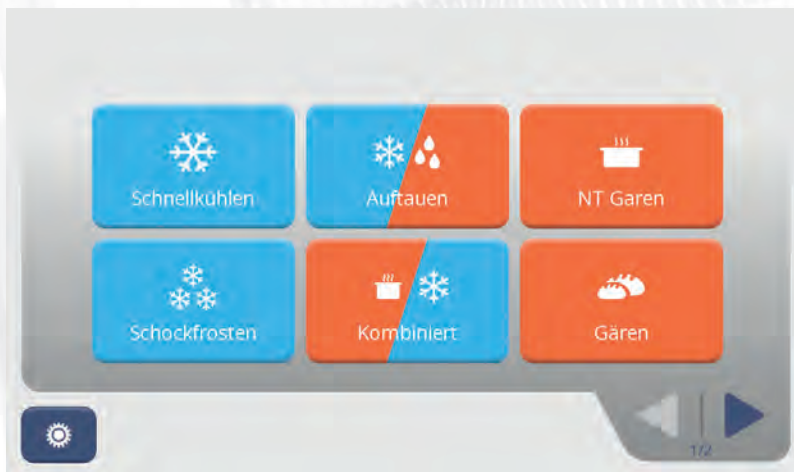 Schnellkühlen
Auftauen
NT Garen
Schockfrosten
Kombiniert
Gären
1/2